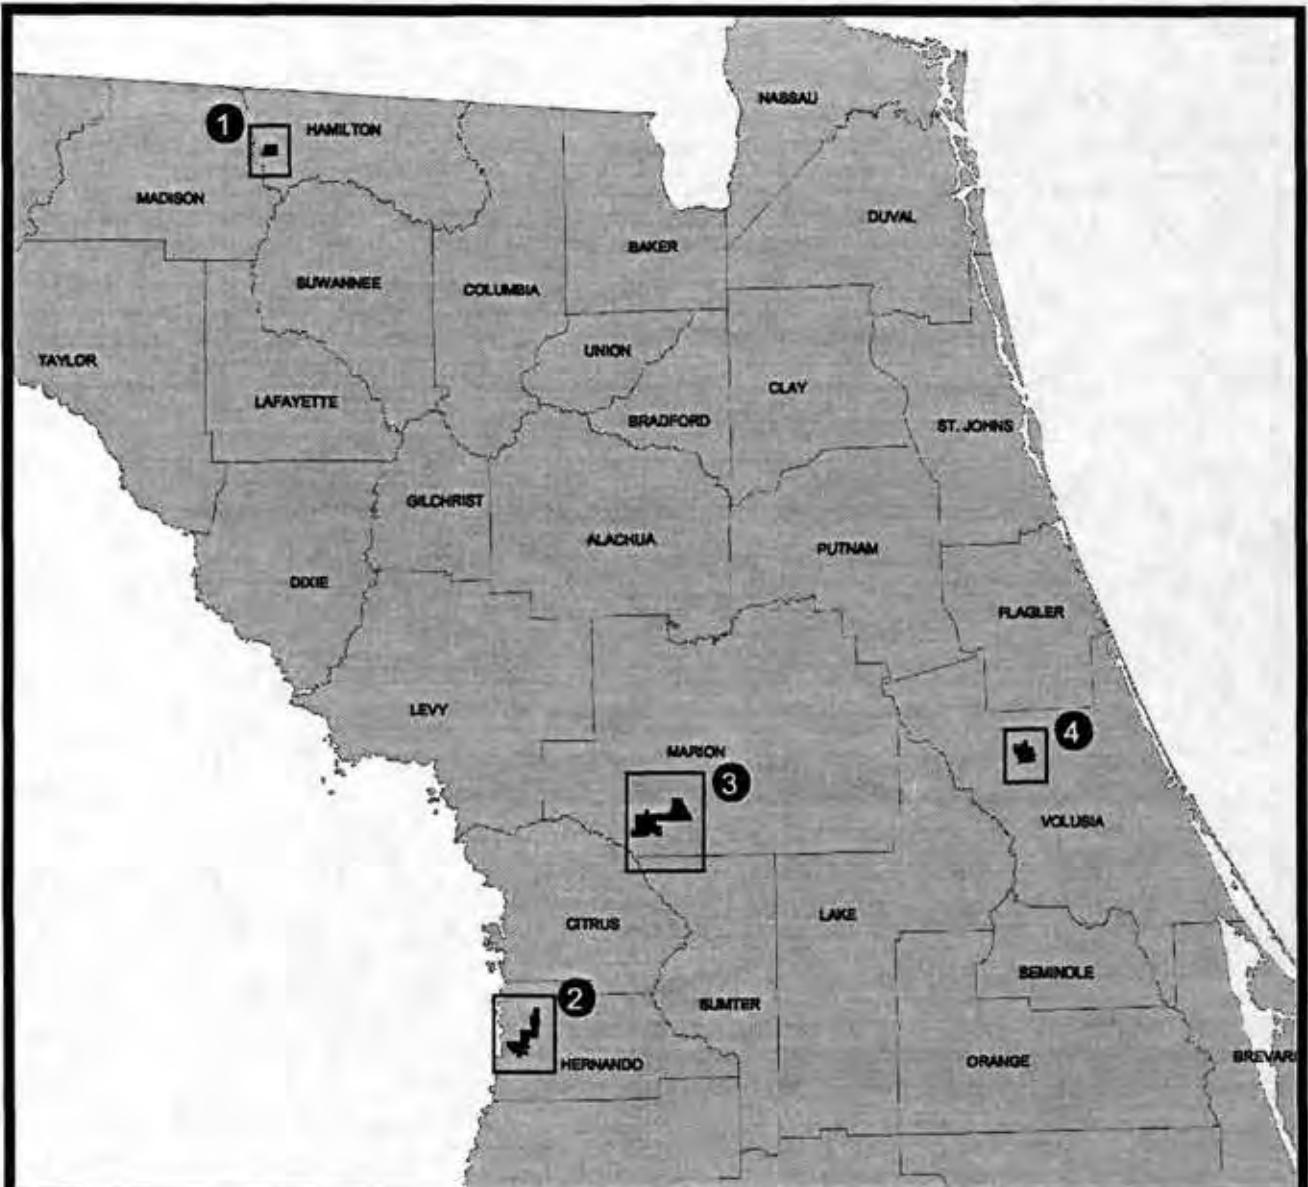 NASSAU
1
HAMILTON
MADISON
DUVAL
BAKER
SUWANNEE
COLUMBIA
UNION
TAYLOR
CLAY
LAFAYETTE
BRADFORD
ST. JOHNS
GILCHRIST
ALACHUA
PUTNAM
DIXIE
FLAGLER
LEVY
4
MARION
3
VOLUSIA
LAKE
CITRUS
SEMINOLE
2
SUMTER
BREVAR
ORANGE
HERNANDO